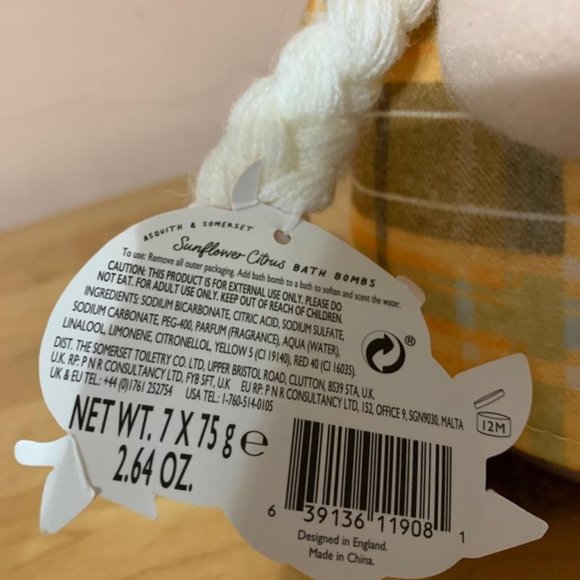 ASQUITH & SOMERSET
Sunflower Citrus BATH BOMBS
To use: Remove all outer packaging. Add bath bomb to a bath to soften and scent the water.
CAUTION: THIS PRODUCT IS FOR EXTERNAL USE ONLY. PLEASE DO
NOT EAT. FOR ADULT USE ONLY. KEEP OUT OF REACH OF CHILDREN.
INGREDIENTS: SODIUM BICARBONATE, CITRIC ACID, SODIUM SULFATE,
SODIUM CARBONATE, PEG-400, PARFUM (FRAGRANCE), AQUA (WATER),
LINALOOL, LIMONENE, CITRONELLOL, YELLOW 5 (CI 19140), RED 40 (CI 16035).
DIST. THE SOMERSET TOILETRY CO. LTD, UPPER BRISTOL ROAD, CLUTTON, BS39 5TA, U.K.
U.K. RP: P N R CONSULTANCY LTD, FY8 5FT, U.K EU RP: P N R CONSULTANCY LTD, 152, OFFICE 9, SGN9030, MALTA
UK & EU TEL.: +44 (0)1761 252754 USA TEL: 1-760-514-0105
®
12M
NET WT. 7 X 75 g e
2.64 OZ.
6 39136 11908 1
Designed in England.
Made in China.